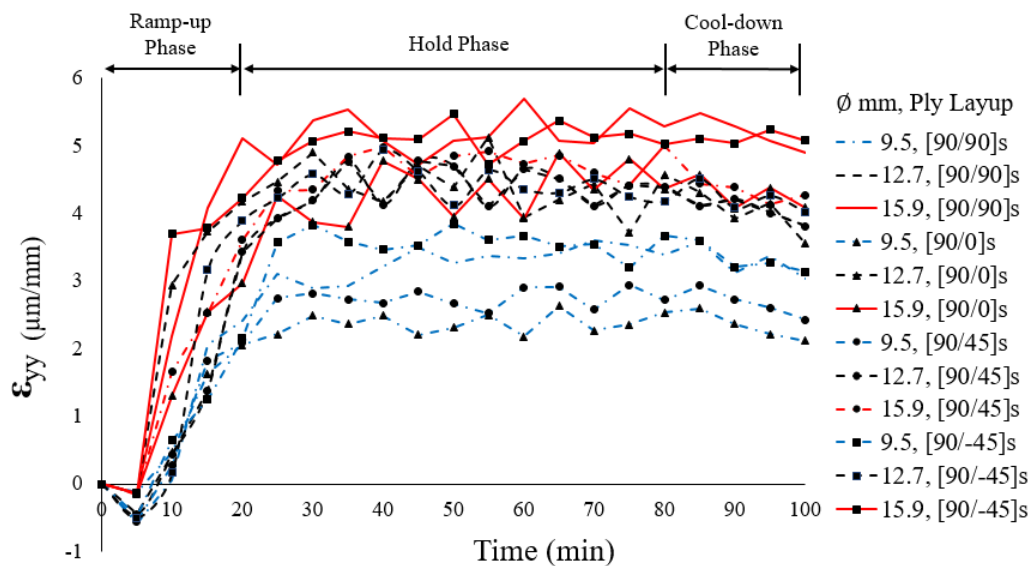 Ramp-up
Phase
Hold Phase
Cool-down
Phase
6
5
4
3
2
1
0
-1
0 10 20 30 40 50 60 70 80 90 100
εyy (μm/mm)
Time (min)
Ø mm, Ply Layup
9.5, [90/90]s
12.7, [90/90]s
15.9, [90/90]s
9.5, [90/0]s
12.7, [90/0]s
15.9, [90/0]s
9.5, [90/45]s
12.7, [90/45]s
15.9, [90/45]s
9.5, [90/-45]s
12.7, [90/-45]s
15.9, [90/-45]s